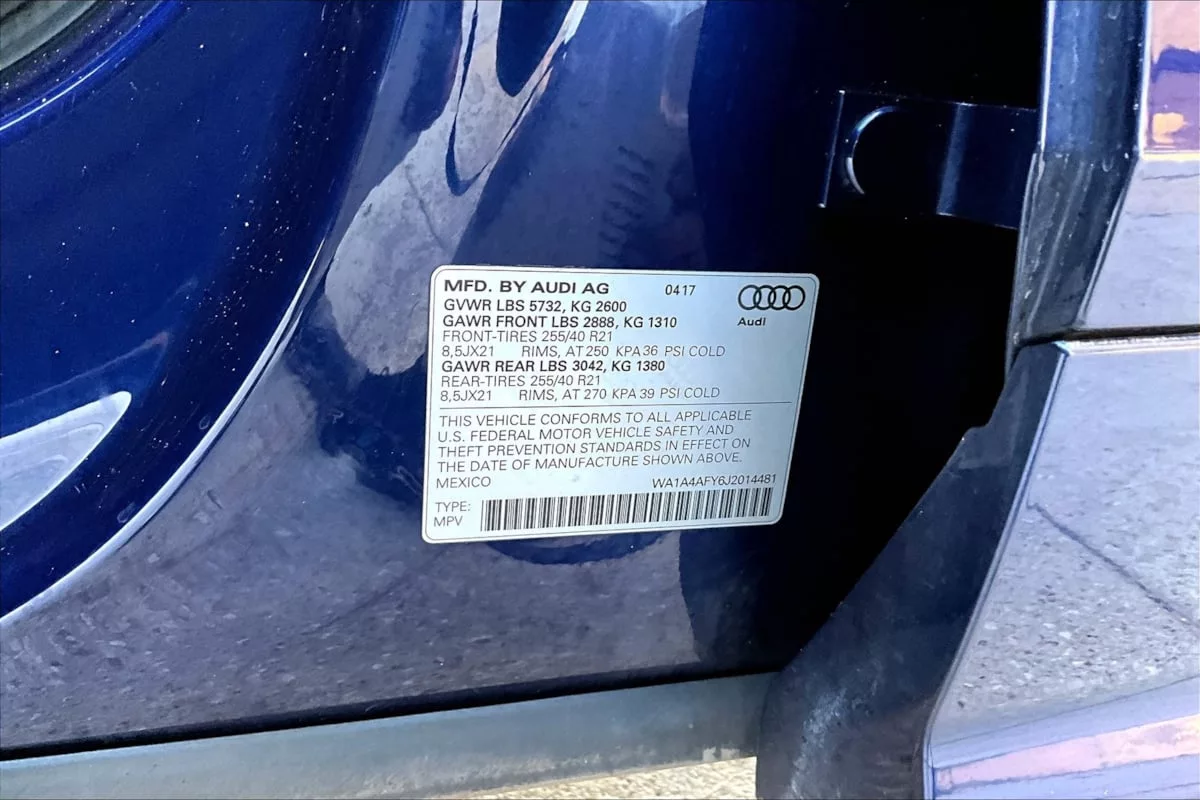 MFD. BY AUDI AG 0417
GVWR LBS 5732, KG 2600
GAWR FRONT LBS 2888, KG 1310
Audi
FRONT-TIRES 255/40 R21
8,5JX21 RIMS, AT 250 KPA 36 PSI COLD
GAWR REAR LBS 3042, KG 1380
REAR-TIRES 255/40 R21
8,5JX21 RIMS, AT 270 KPA 39 PSI COLD
THIS VEHICLE CONFORMS TO ALL APPLICABLE
U.S. FEDERAL MOTOR VEHICLE SAFETY AND
THEFT PREVENTION STANDARDS IN EFFECT ON
THE DATE OF MANUFACTURE SHOWN ABOVE.
MEXICO WA1A4AFY6J2014481
TYPE:
MPV